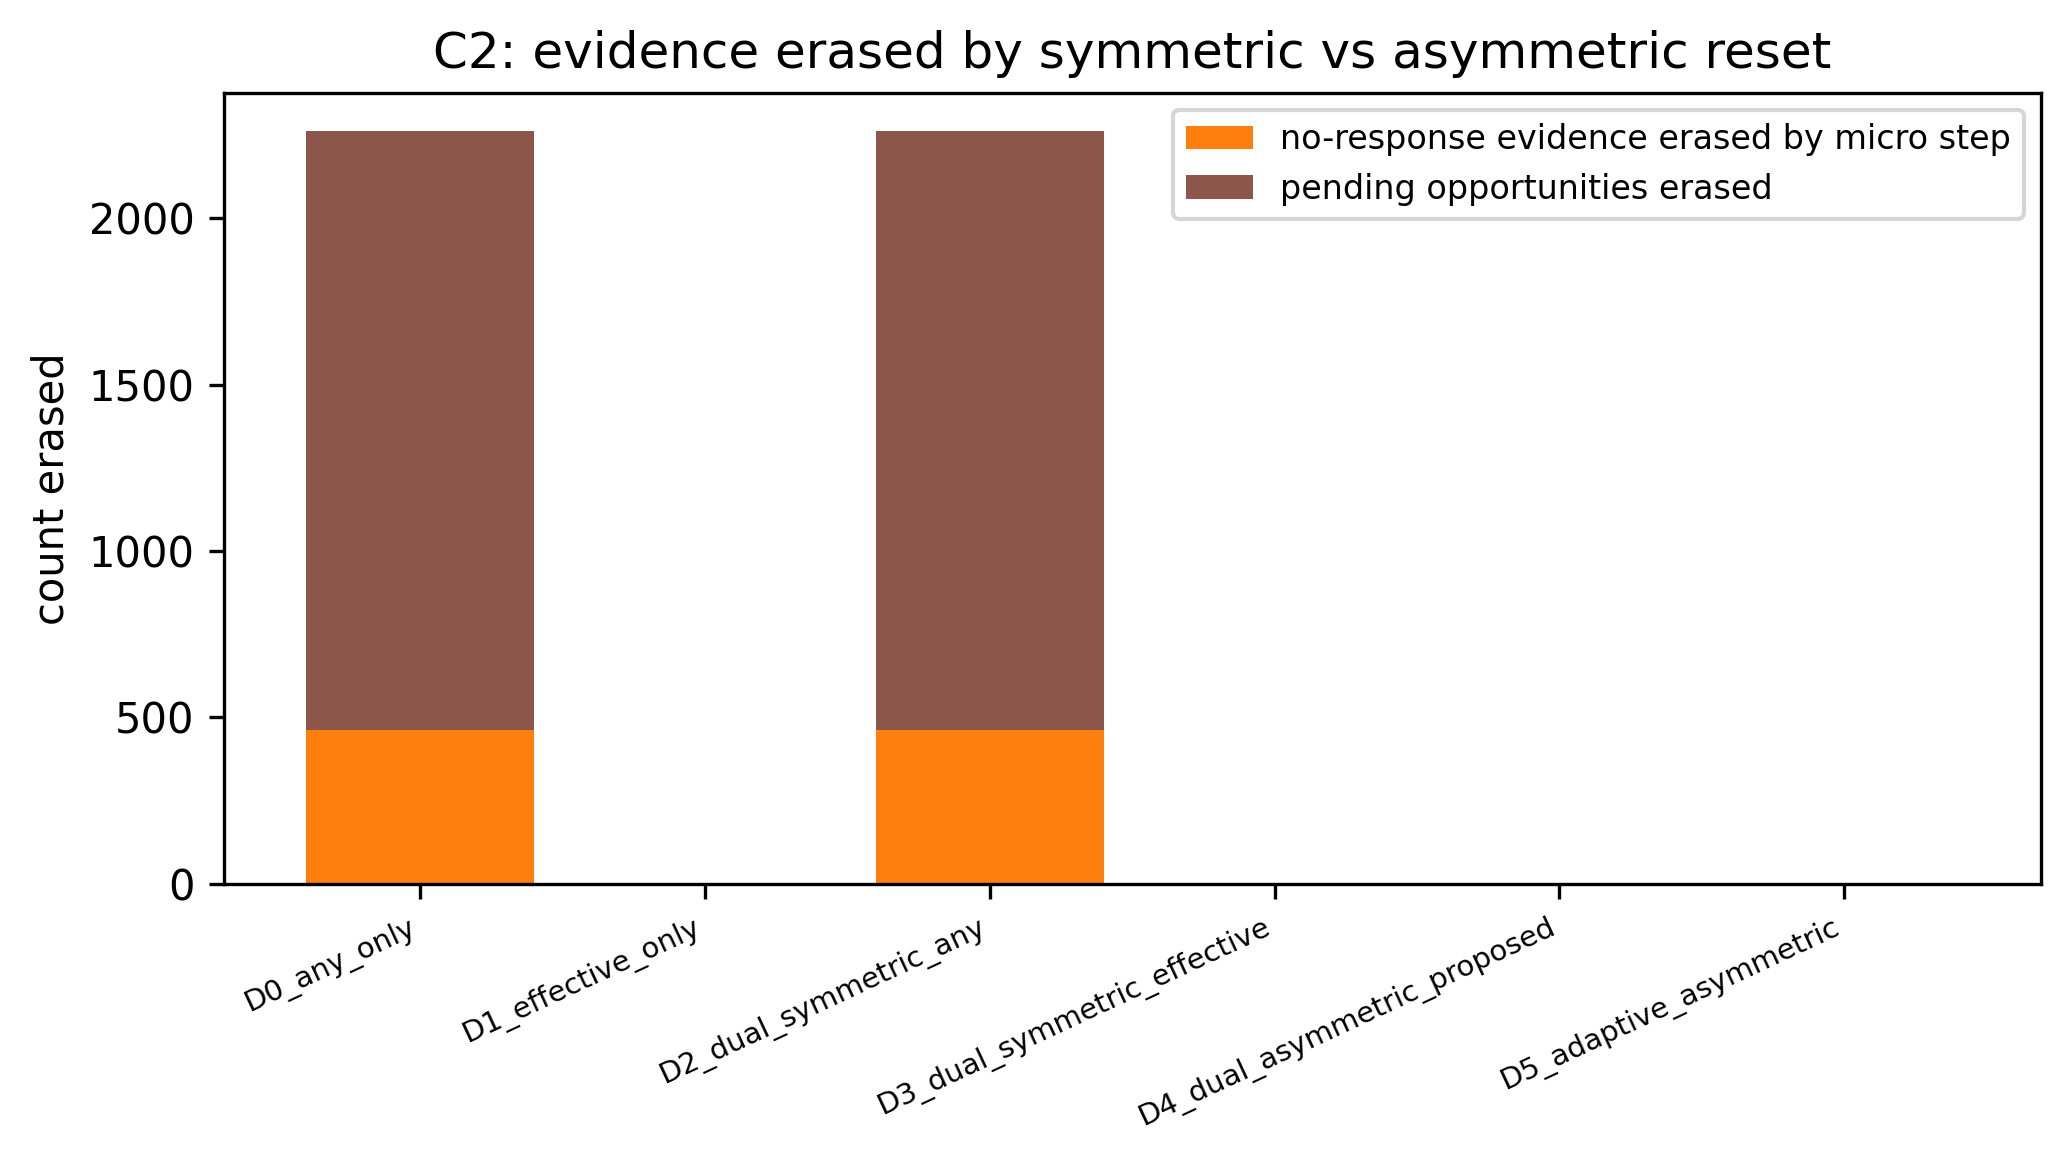 C2: evidence erased by symmetric vs asymmetric reset
no-response evidence erased by micro step
pending opportunities erased
count erased
2000
1500
1000
500
0
D0_any_only
D1_effective_only
D2_dual_symmetric_any
D3_dual_symmetric_effective
D4_dual_asymmetric_proposed
D5_adaptive_asymmetric